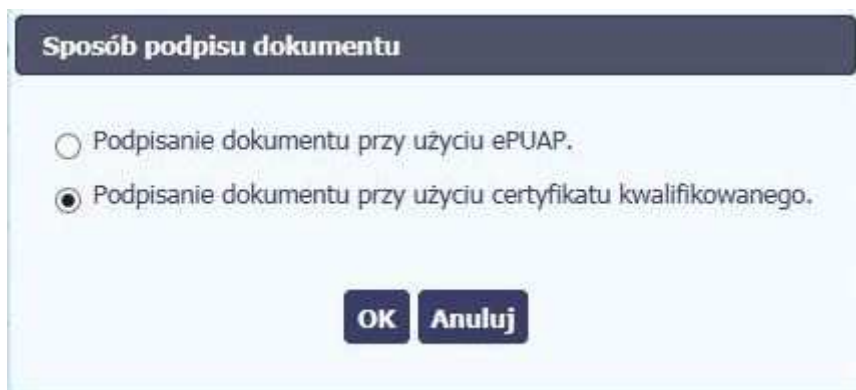 Sposób podpisu dokumentu
Podpisanie dokumentu przy użyciu ePUAP.
Podpisanie dokumentu przy użyciu certyfikatu kwalifikowanego.
OK Anuluj